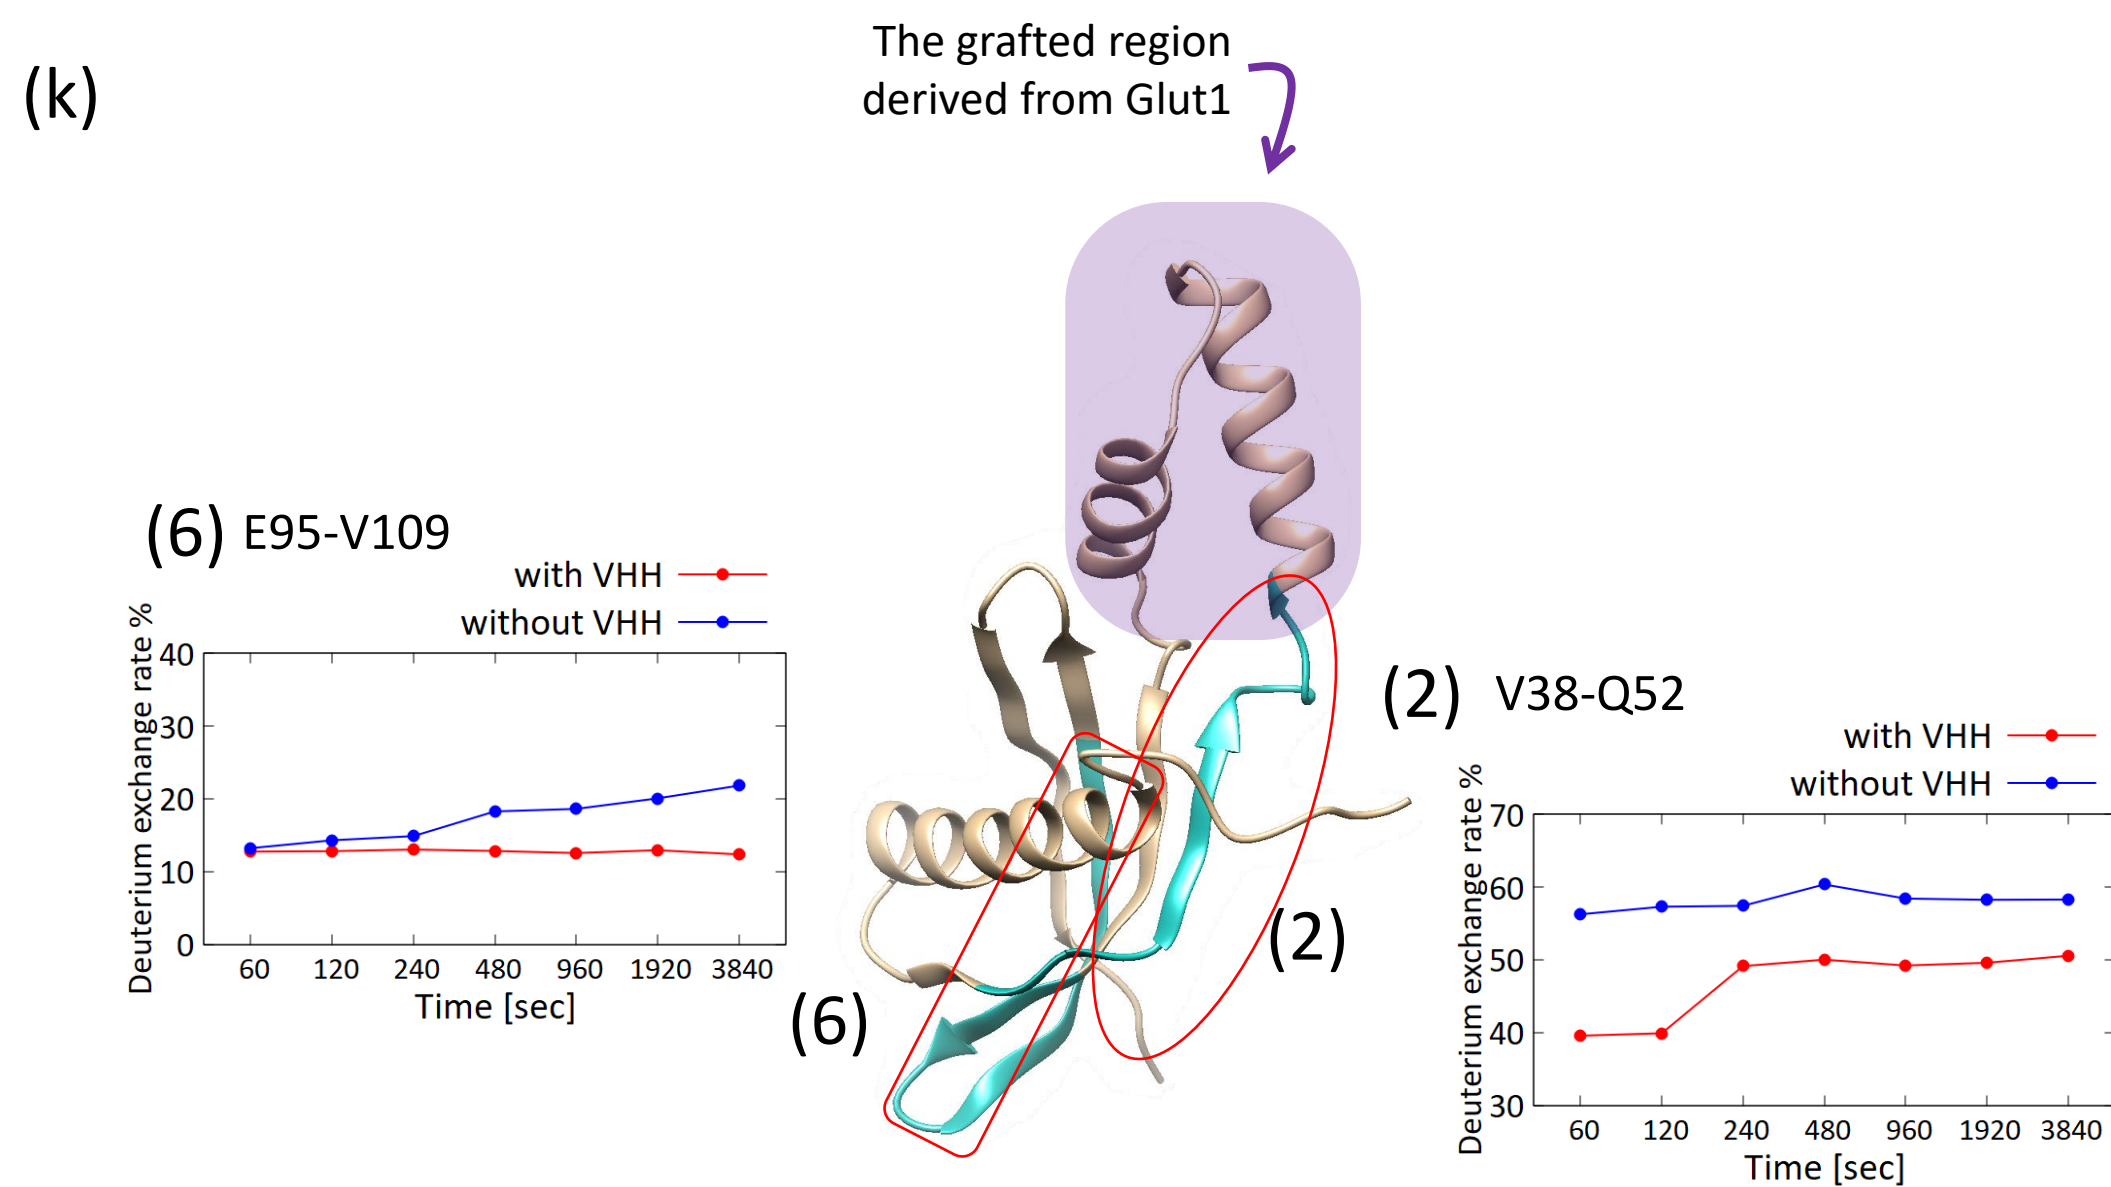 (k)
The grafted region
derived from Glut1
(6) E95-V109
with VHH
without VHH
Deuterium exchange rate %
40
30
20
10
0
60 120 240 480 960 1920 3840
Time [sec]
(6)
(2)
(2) V38-Q52
with VHH
without VHH
Deuterium exchange rate %
70
60
50
40
30
60 120 240 480 960 1920 3840
Time [sec]